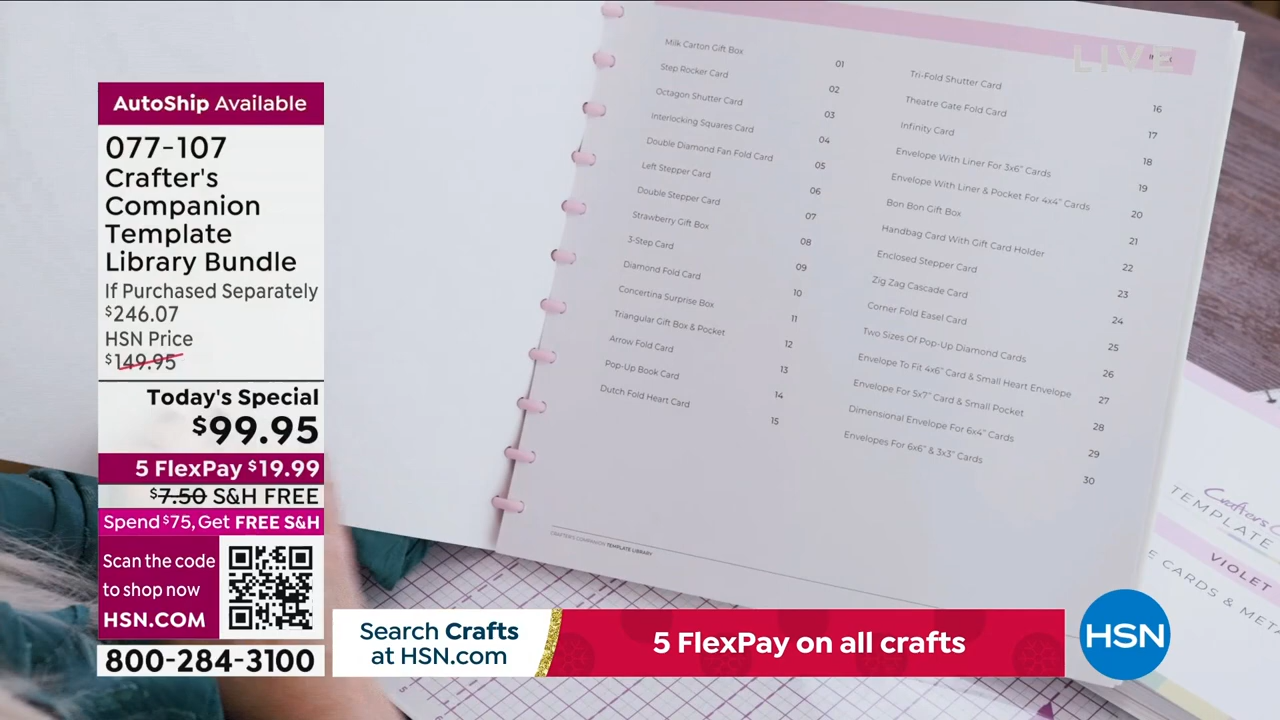 AutoShip Available
077-107
Crafter's
Companion
Template
Library Bundle
If Purchased Separately
$246.07
HSN Price
$149.95
Today's Special
$99.95
5 FlexPay $19.99
$7.50 S&H FREE
Spend $75, Get FREE S&H
Scan the code
to shop now
HSN.COM
800-284-3100
LIVE
Milk Carton Gift Box 01
Step Rocker Card 02
Octagon Shutter Card 03
Interlocking Squares Card 04
Double Diamond Fan Fold Card 05
Left Stepper Card 06
Double Stepper Card 07
Strawberry Gift Box 08
3-Step Card 09
Diamond Fold Card 10
Concertina Surprise Box 11
Triangular Gift Box & Pocket 12
Arrow Fold Card 13
Pop-Up Book Card 14
Dutch Fold Heart Card 15
Tri-Fold Shutter Card 16
Theatre Gate Fold Card 17
Infinity Card 18
Envelope With Liner For 3x6" Cards 19
Envelope With Liner & Pocket For 4x4" Cards 20
Bon Bon Gift Box 21
Handbag Card With Gift Card Holder 22
Enclosed Stepper Card 23
Zig Zag Cascade Card 24
Corner Fold Easel Card 25
Two Sizes Of Pop-Up Diamond Cards 26
Envelope To Fit 4x6" Card & Small Heart Envelope 27
Envelope For 5x7" Card & Small Pocket 28
Dimensional Envelope For 6x4" Cards 29
Envelopes For 6x6" & 3x3" Cards 30
CRAFTER'S COMPANION TEMPLATE LIBRARY
Crafter's C
TEMPLATE
VIOLET
E CARDS & MET
Search Crafts
at HSN.com
5 FlexPay on all crafts
HSN